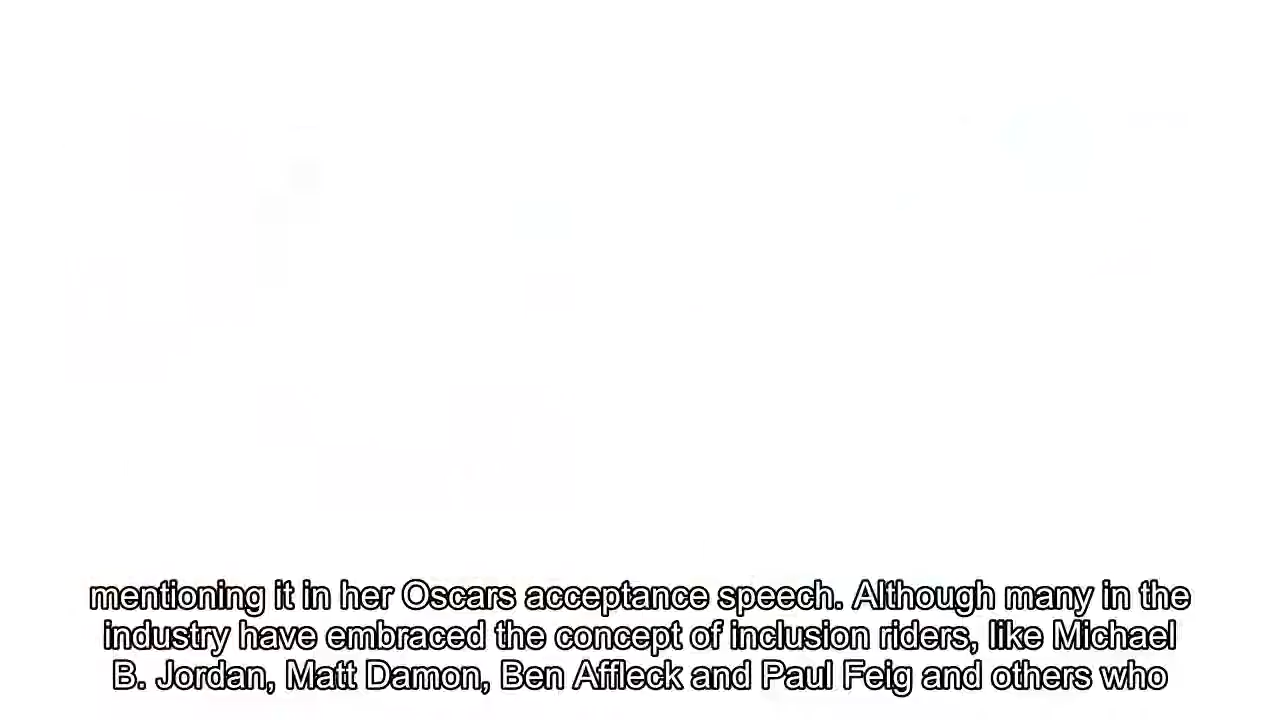 mentioning it in her Oscars acceptance speech. Although many in the
industry have embraced the concept of inclusion riders, like Michael
B. Jordan, Matt Damon, Ben Affleck and Paul Feig and others who